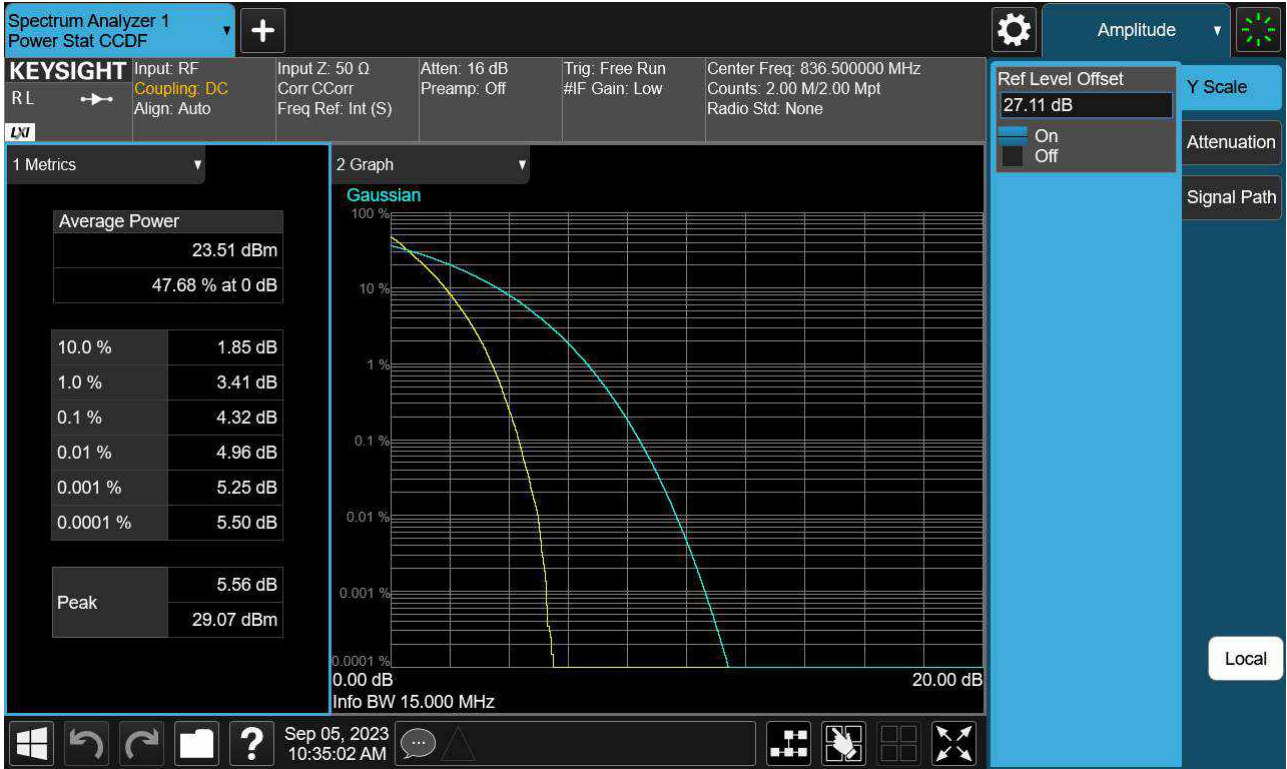 Spectrum Analyzer 1
Power Stat CCDF
+
Amplitude
KEYSIGHT
RL
LXI
Input: RF
Coupling: DC
Align: Auto
Input Z: 50 Ω
Corr CCorr
Freq Ref: Int (S)
Atten: 16 dB
Preamp: Off
Trig: Free Run
#IF Gain: Low
Center Freq: 836.500000 MHz
Counts: 2.00 M/2.00 Mpt
Radio Std: None
Ref Level Offset
27.11 dB
On
Off
Y Scale
Attenuation
Signal Path
Local
1 Metrics
Average Power
23.51 dBm
47.68 % at 0 dB
10.0 % 1.85 dB
1.0 % 3.41 dB
0.1 % 4.32 dB
0.01 % 4.96 dB
0.001 % 5.25 dB
0.0001 % 5.50 dB
Peak
5.56 dB
29.07 dBm
2 Graph
Gaussian
100 %
10 %
1 %
0.1 %
0.01 %
0.001 %
0.0001 %
0.00 dB 20.00 dB
Info BW 15.000 MHz
?
Sep 05, 2023
10:35:02 AM